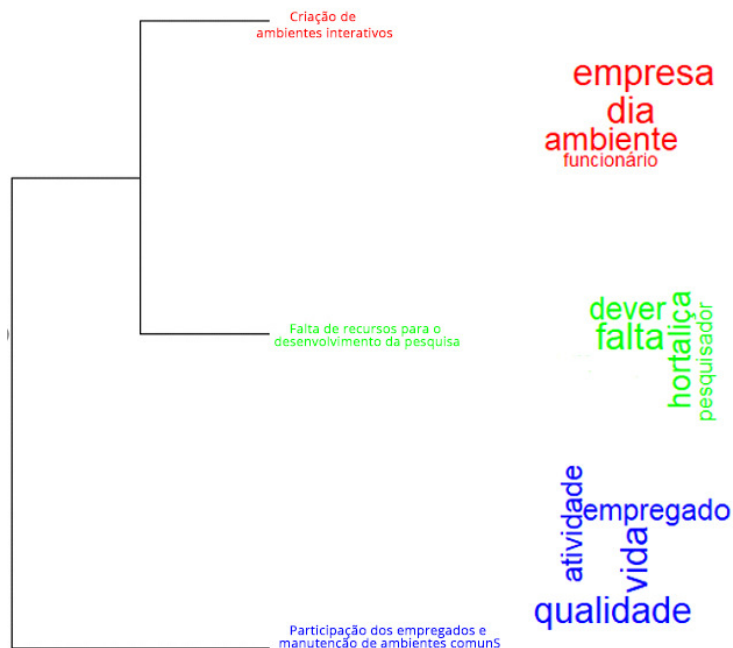 Criação de
ambientes interativos
empresa
dia
ambiente
funcionário
Falta de recursos para o
desenvolvimento da pesquisa
dever
falta
hortaliça
pesquisador
atividade
empregado
vida
qualidade
Participação dos empregados e
manutenção de ambientes comunS